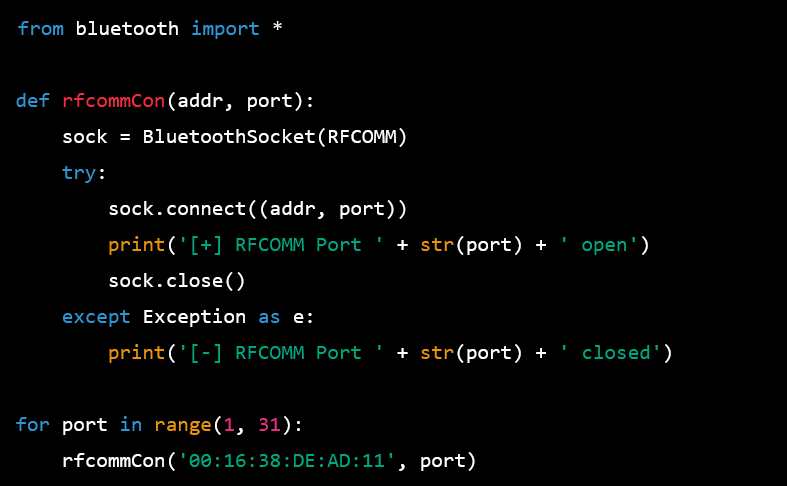 from bluetooth import *

def rfcommCon(addr, port):
    sock = BluetoothSocket(RFCOMM)
    try:
        sock.connect((addr, port))
        print('[+] RFCOMM Port ' + str(port) + ' open')
        sock.close()
    except Exception as e:
        print('[-] RFCOMM Port ' + str(port) + ' closed')

for port in range(1, 31):
    rfcommCon('00:16:38:DE:AD:11', port)